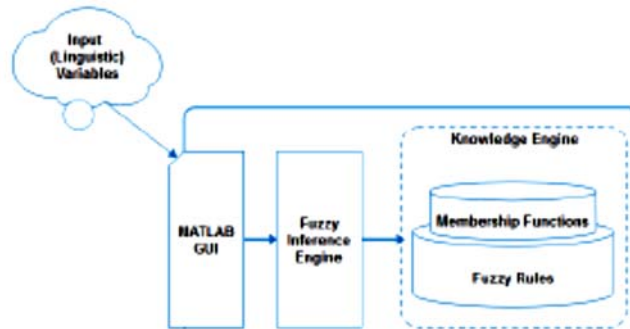 Input
(Linguistic)
Variables
Knowledge Engine
NATLAB
GUI
Fuzzy
Inference
Engine
Membership Functions
Fuzzy Rules